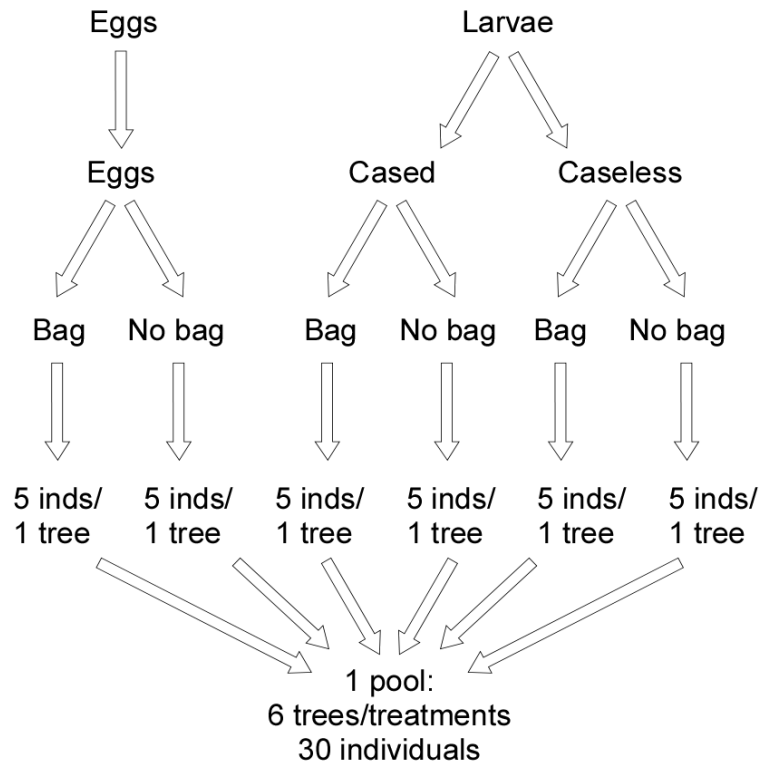 Eggs
Larvae
Eggs
Cased
Caseless
Bag
No bag
Bag
No bag
Bag
No bag
5 inds/
1 tree
5 inds/
1 tree
5 inds/
1 tree
5 inds/
1 tree
5 inds/
1 tree
5 inds/
1 tree
1 pool:
6 trees/treatments
30 individuals